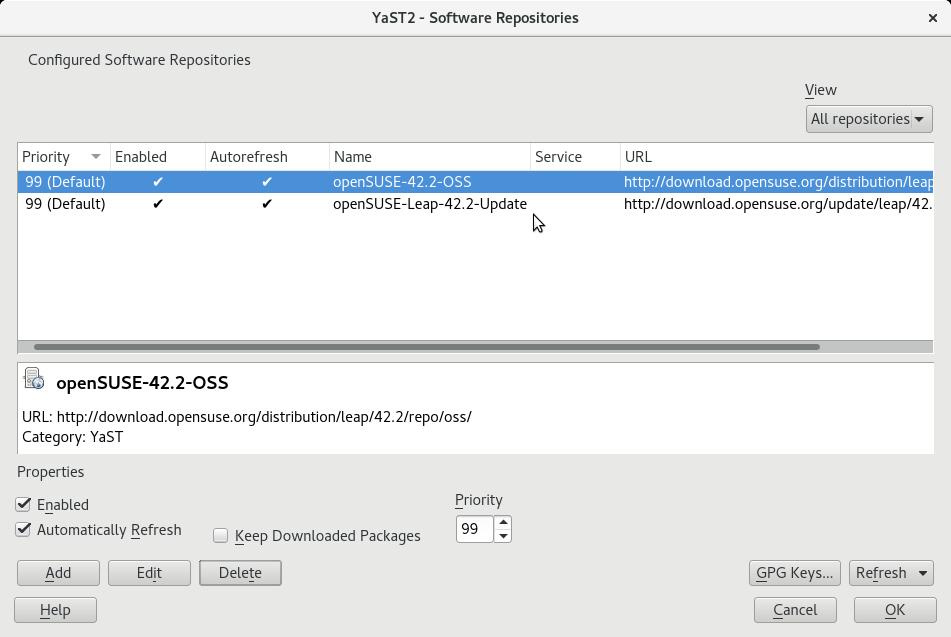 YaST2 - Software Repositories
Configured Software Repositories
View
All repositories
Priority Enabled Autorefresh Name Service URL
99 (Default) ✔ ✔ openSUSE-42.2-OSS http://download.opensuse.org/distribution/leap
99 (Default) ✔ ✔ openSUSE-Leap-42.2-Update http://download.opensuse.org/update/leap/42.
openSUSE-42.2-OSS
URL: http://download.opensuse.org/distribution/leap/42.2/repo/oss/
Category: YaST
Properties
Enabled
Automatically Refresh
Keep Downloaded Packages
Priority
99
Add Edit Delete GPG Keys... Refresh
Help Cancel OK